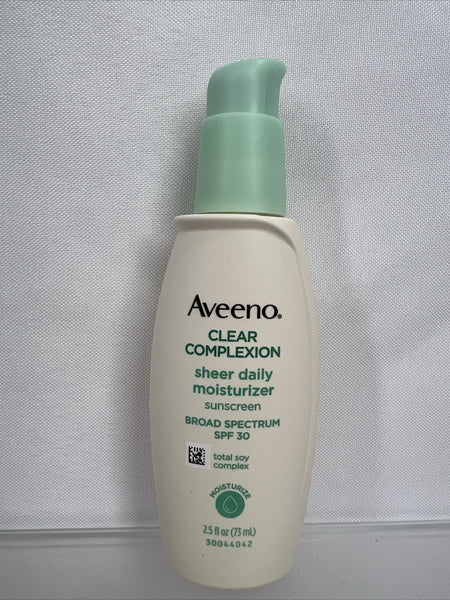 Aveeno®
CLEAR
COMPLEXION
sheer daily
moisturizer
sunscreen
BROAD SPECTRUM
SPF 30
total soy
complex
MOISTURIZE
2.5 fl oz (73 mL)
30044042